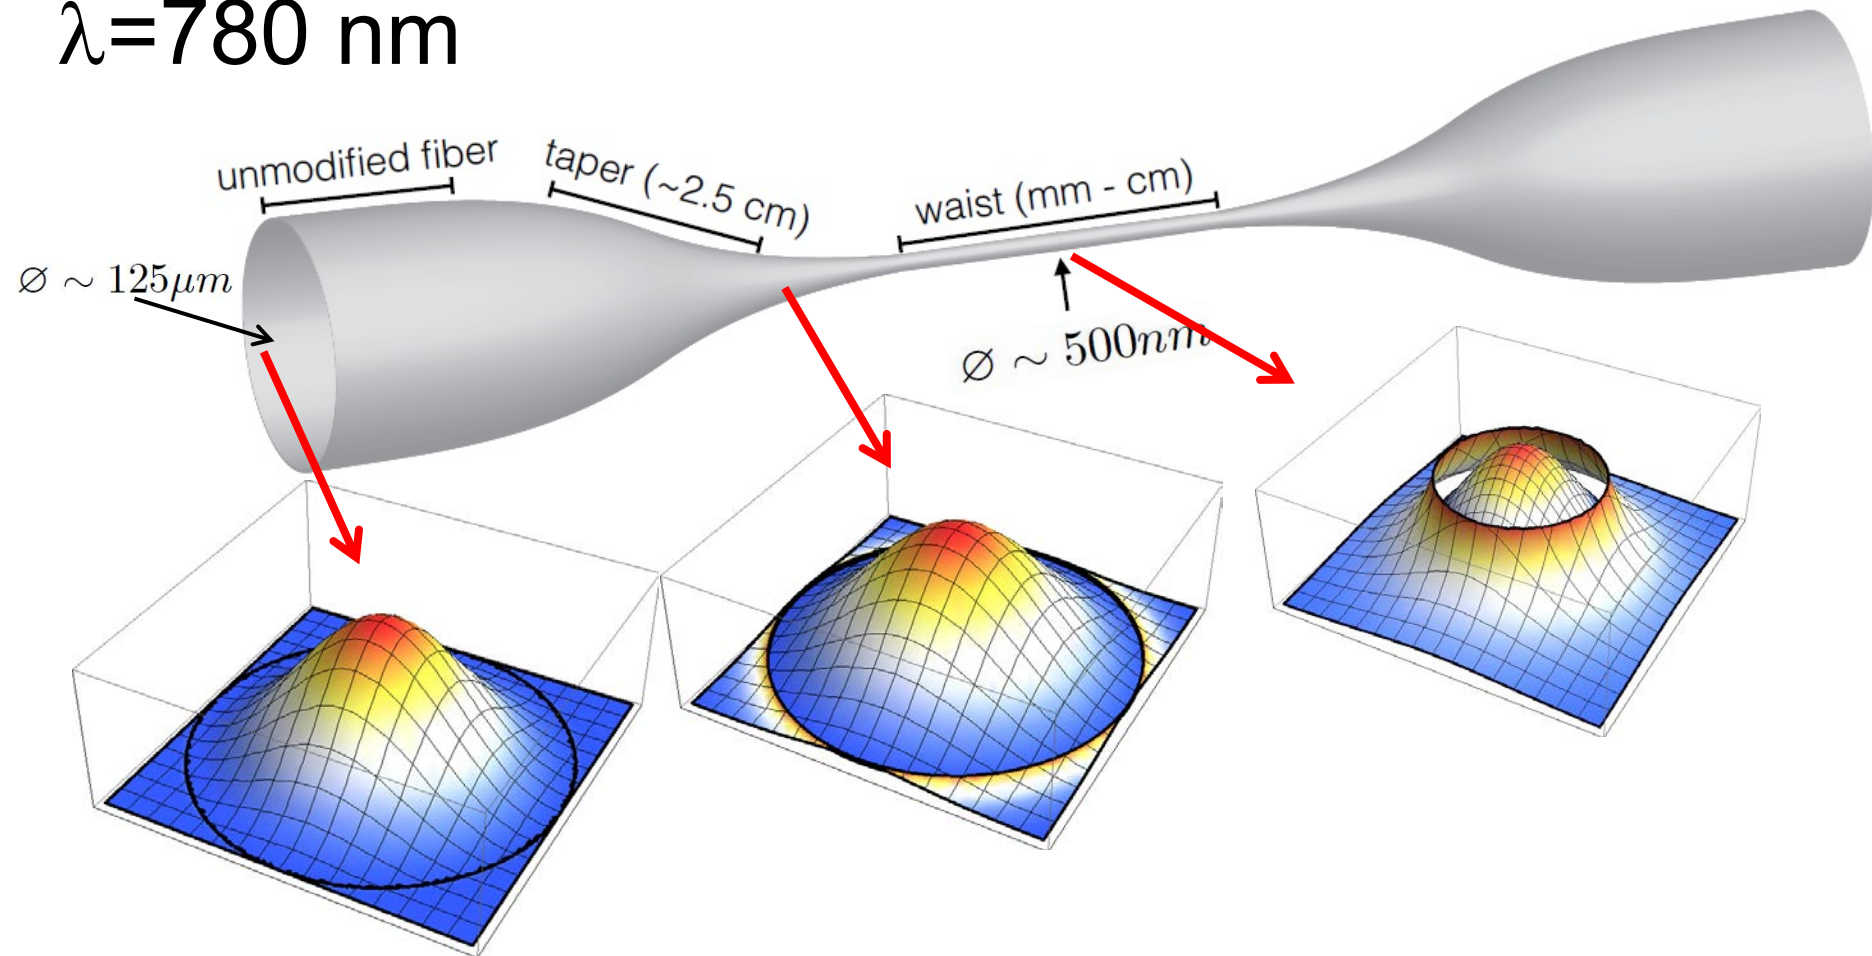 λ=780 nm
unmodified fiber
taper (~2.5 cm)
waist (mm - cm)
∅ ∼ 125μm
∅ ∼ 500nm